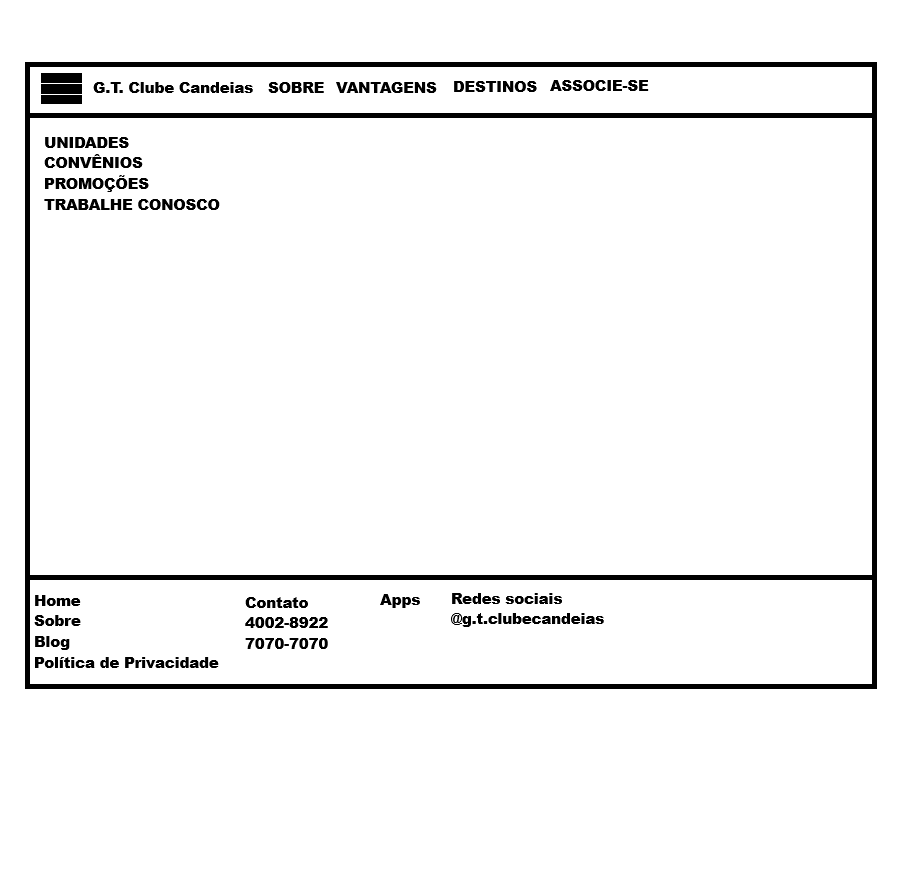 G.T. Clube Candeias SOBRE VANTAGENS DESTINOS ASSOCIE-SE
UNIDADES
CONVÊNIOS
PROMOÇÕES
TRABALHE CONOSCO
Home
Sobre
Blog
Política de Privacidade
Contato
4002-8922
7070-7070
Apps
Redes sociais
@g.t.clubecandeias